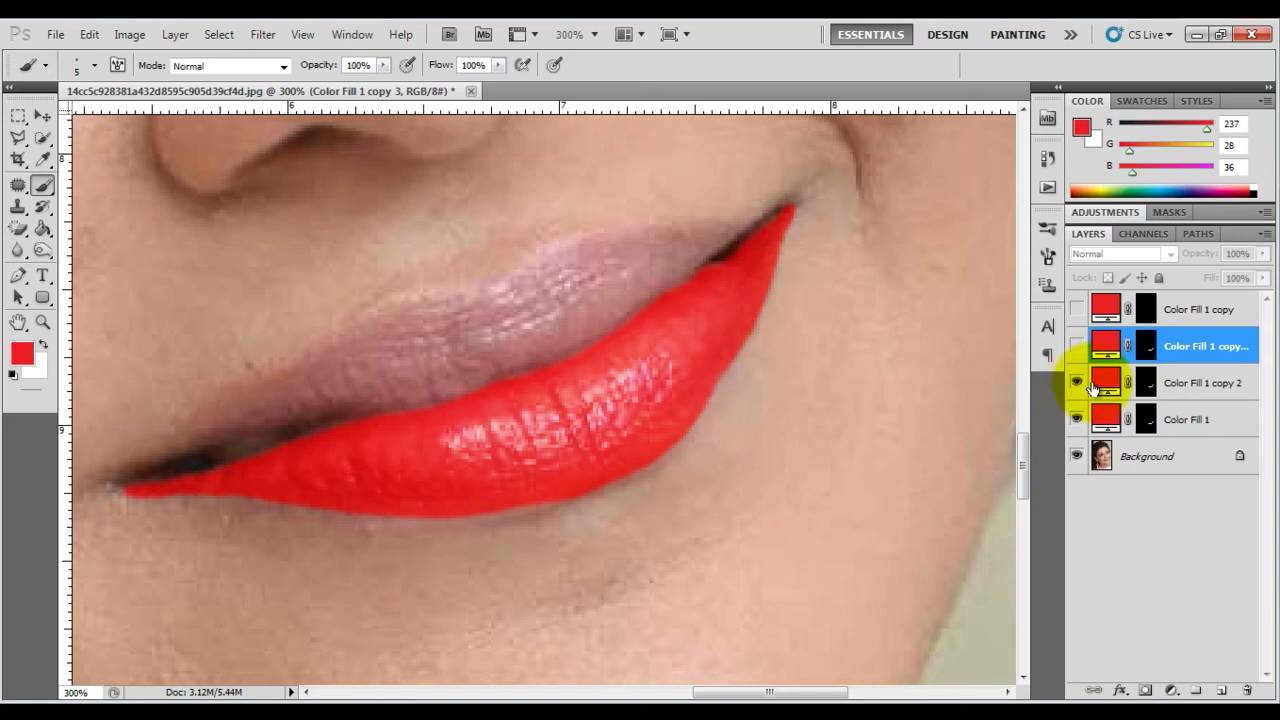 Ps File Edit Image Layer Select Filter View Window Help Br Mb 300% ESSENTIALS DESIGN PAINTING CS Live
5 Mode: Normal Opacity: 100% Flow: 100%
14cc5c928381a432d8595c905d39cf4d.jpg @ 300% (Color Fill 1 copy 3, RGB/8#) *
6 7 8
8
9
Mb
A
COLOR SWATCHES STYLES
R 237
G 28
B 36
ADJUSTMENTS MASKS
LAYERS CHANNELS PATHS
Normal Opacity: 100%
Lock: Fill: 100%
Color Fill 1 copy
Color Fill 1 copy...
Color Fill 1 copy 2
Color Fill 1
Background
T
300% Doc: 3.12M/5.44M
fx